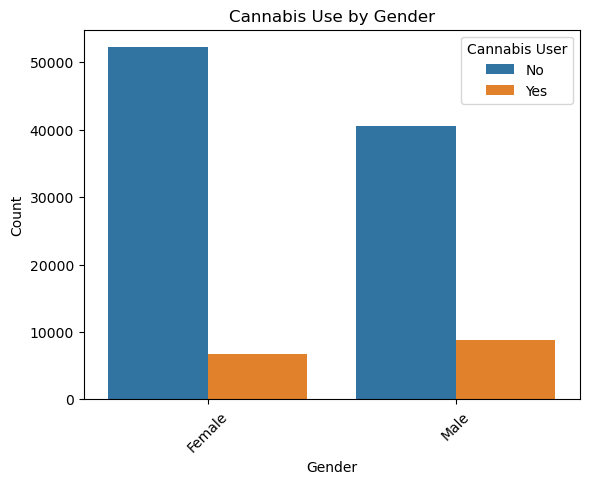 Cannabis Use by Gender
Cannabis User
No
Yes
50000
40000
30000
20000
10000
0
Count
Female
Male
Gender